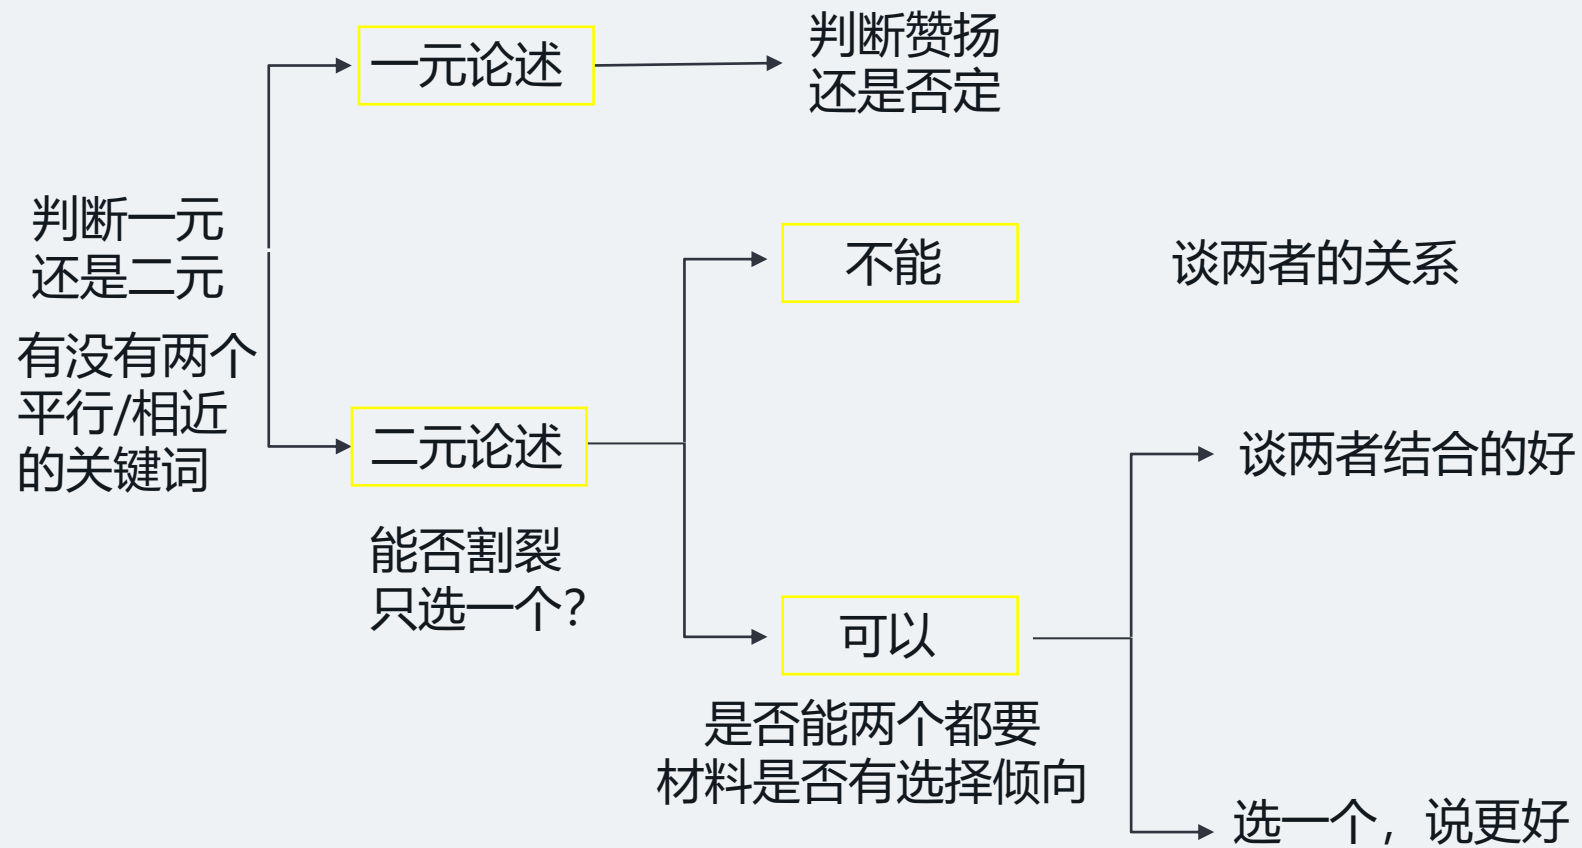 判断一元
还是二元
有没有两个
平行/相近
的关键词
一元论述
判断赞扬
还是否定
二元论述
能否割裂
只选一个?
不能
谈两者的关系
可以
是否能两个都要
材料是否有选择倾向
谈两者结合的好
选一个，说更好